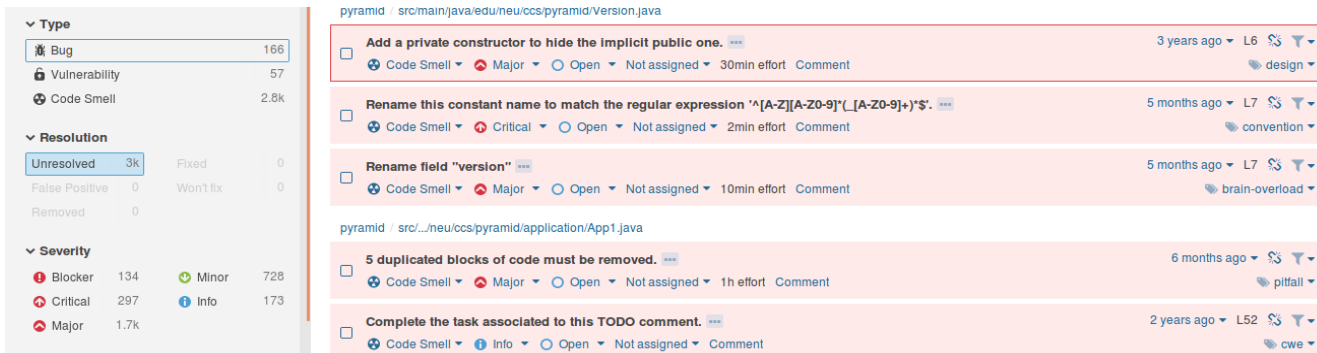 Type
Bug 166
Vulnerability 57
Code Smell 2.8k
Resolution
Unresolved 3k Fixed 0
False Positive 0 Won't fix 0
Removed 0
Severity
Blocker 134 Minor 728
Critical 297 Info 173
Major 1.7k
pyramid / src/main/java/edu/neu/ccs/pyramid/Version.java
Add a private constructor to hide the implicit public one. 3 years ago L6
Code Smell Major Open Not assigned 30min effort Comment design
Rename this constant name to match the regular expression '^[A-Z][A-Z0-9]*(_[A-Z0-9]+)*$'. 5 months ago L7
Code Smell Critical Open Not assigned 2min effort Comment convention
Rename field "version" 5 months ago L7
Code Smell Major Open Not assigned 10min effort Comment brain-overload
pyramid / src/.../neu/ccs/pyramid/application/App1.java
5 duplicated blocks of code must be removed. 6 months ago
Code Smell Major Open Not assigned 1h effort Comment pitfall
Complete the task associated to this TODO comment. 2 years ago L52
Code Smell Info Open Not assigned Comment cwe